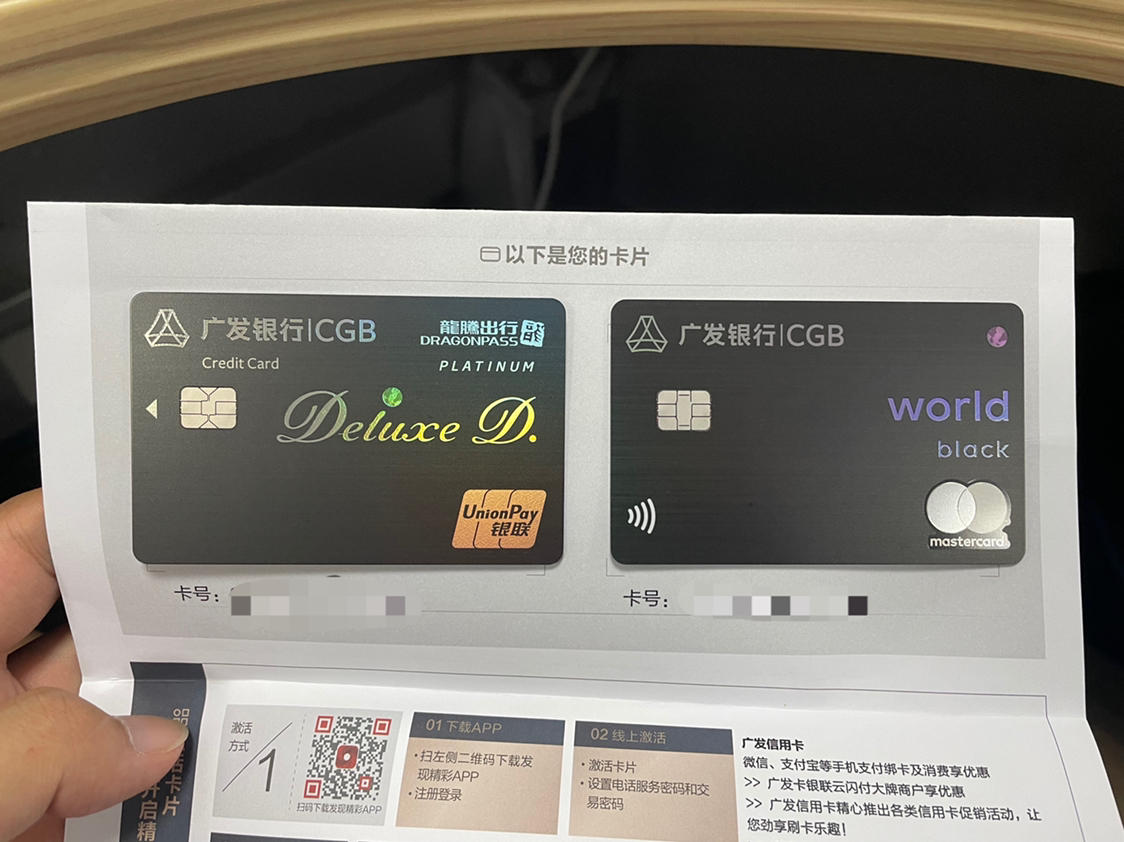 以下是您的卡片
广发银行|CGB
Credit Card
龍騰出行
DRAGONPASS
PLATINUM
Deluxe D.
UnionPay
银联
卡号：
广发银行|CGB
world
black
mastercard
卡号：
激活
方式
1
扫码下载发现精彩APP
01 下载APP
·扫左侧二维码下载发
现精彩APP
·注册登录
02 线上激活
·激活卡片
·设置电话服务密码和交
易密码
广发信用卡
微信、支付宝等手机支付绑卡及消费享优惠
>> 广发卡银联云闪付大牌商户享优惠
>> 广发信用卡精心推出各类信用卡促销活动，让
您劲享刷卡乐趣！